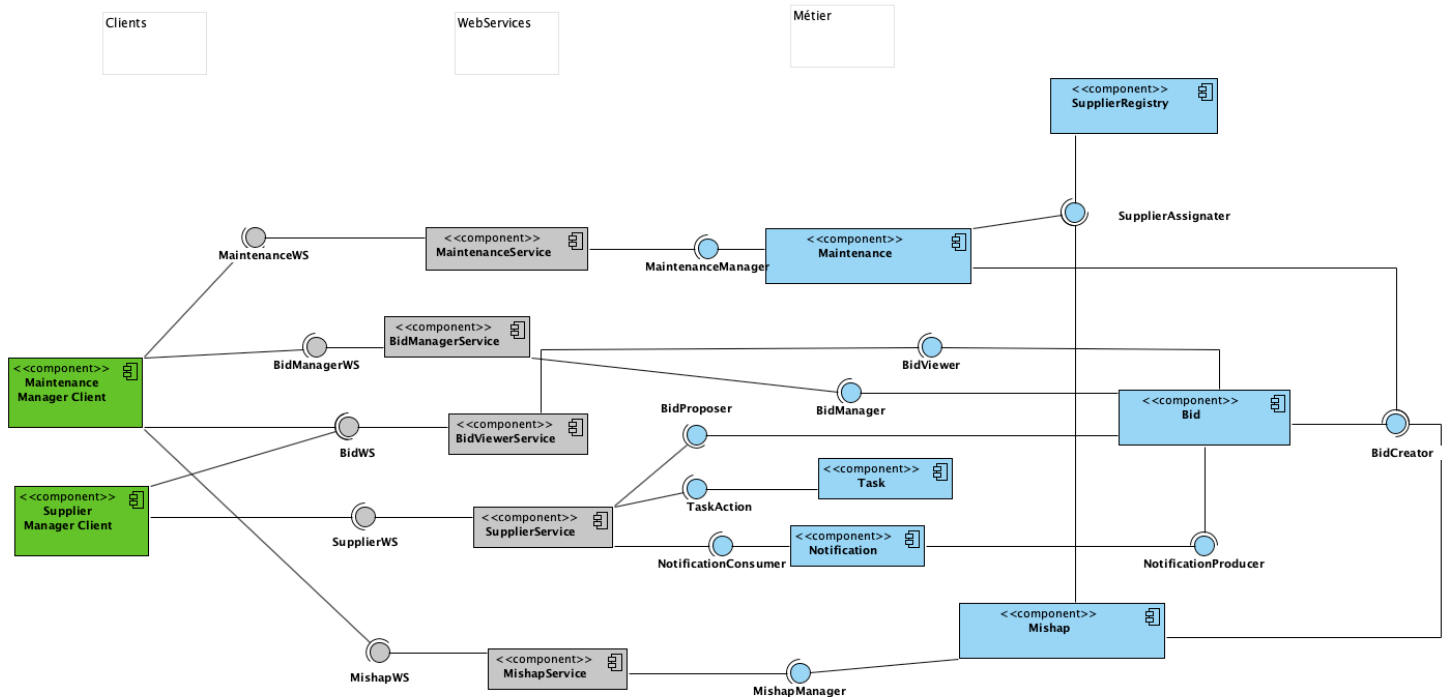 Clients
WebServices
Métier
<<component>>
SupplierRegistry
SupplierAssignater
MaintenanceWS
<<component>>
MaintenanceService
MaintenanceManager
<<component>>
Maintenance
<<component>>
Maintenance
Manager Client
BidManagerWS
<<component>>
BidManagerService
BidViewer
BidManager
BidProposer
<<component>>
Bid
BidCreator
BidWS
<<component>>
BidViewerService
<<component>>
Supplier
Manager Client
SupplierWS
<<component>>
SupplierService
TaskAction
<<component>>
Task
NotificationConsumer
<<component>>
Notification
NotificationProducer
<<component>>
Mishap
MishapWS
<<component>>
MishapService
MishapManager